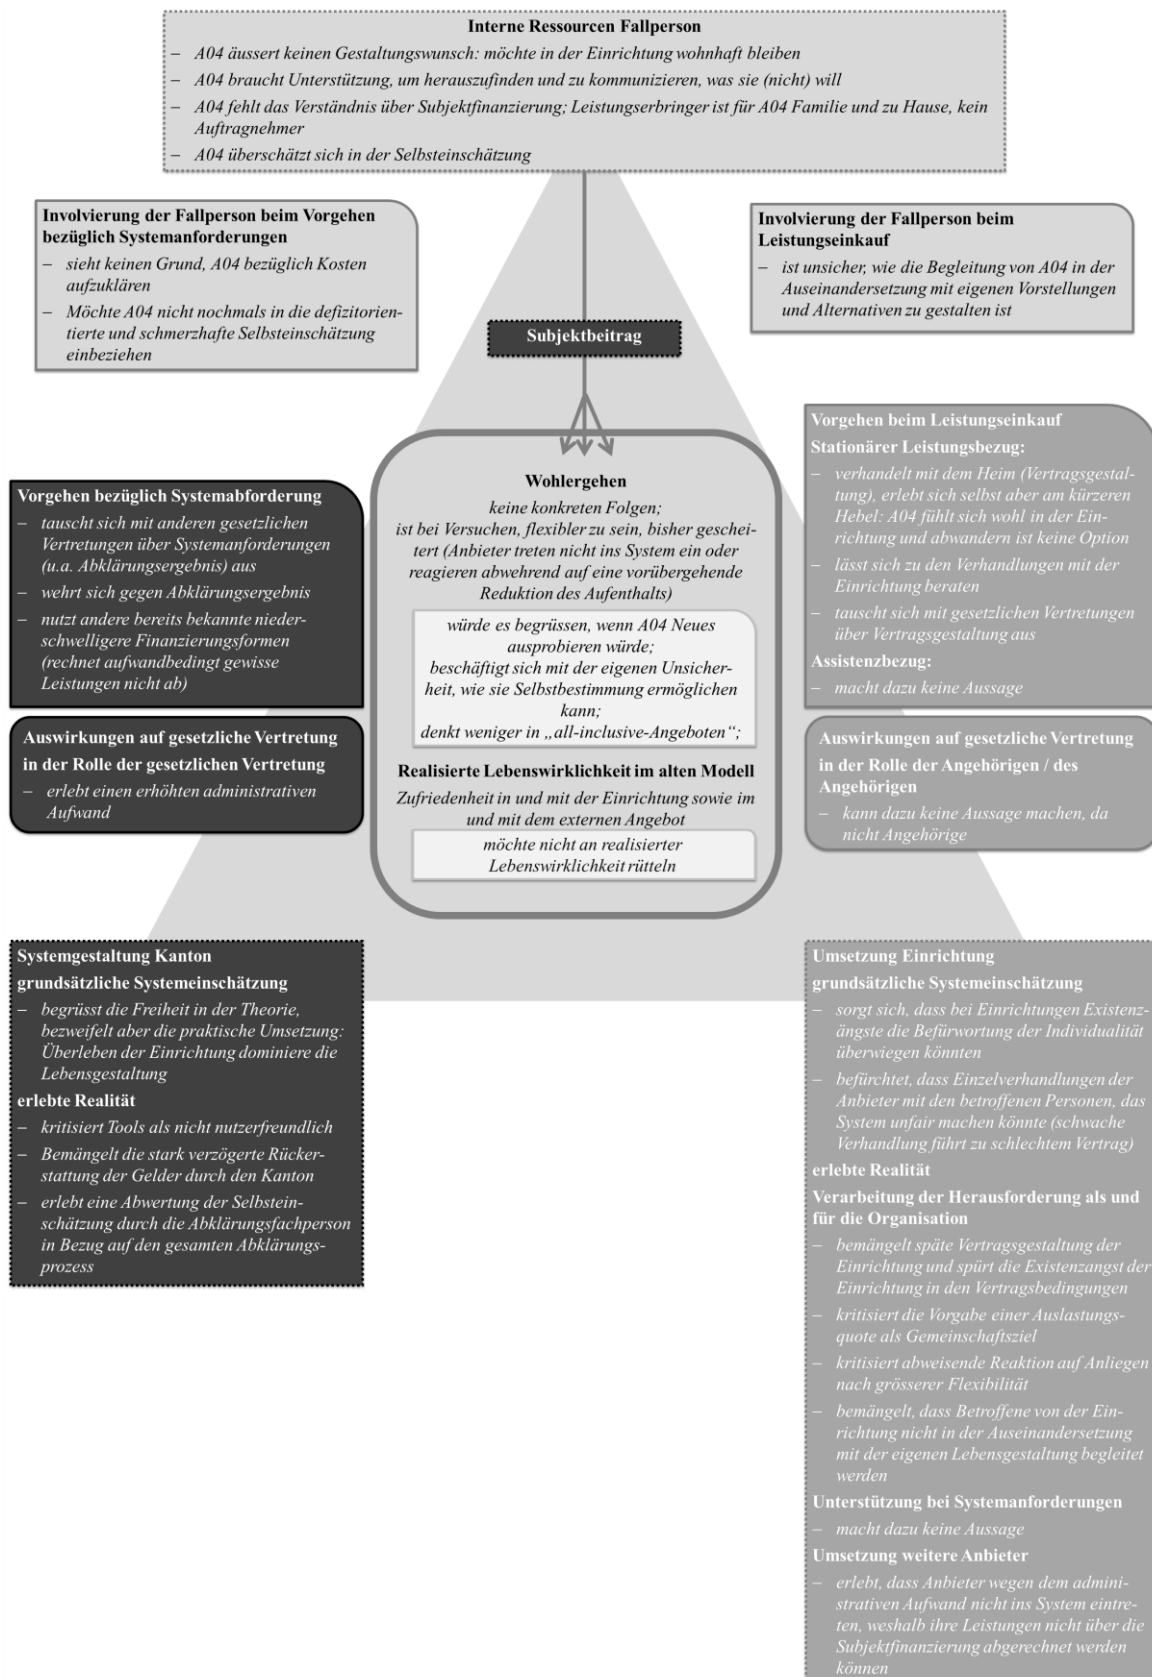 Interne Ressourcen Fallperson
– A04 äussert keinen Gestaltungswunsch: möchte in der Einrichtung wohnhaft bleiben
– A04 braucht Unterstützung, um herauszufinden und zu kommunizieren, was sie (nicht) will
– A04 fehlt das Verständnis über Subjektfinanzierung; Leistungserbringer ist für A04 Familie und zu Hause, kein
Auftragnehmer
– A04 überschätzt sich in der Selbsteinschätzung
Involvierung der Fallperson beim Vorgehen
bezüglich Systemanforderungen
– sieht keinen Grund, A04 bezüglich Kosten
aufzuklären
– Möchte A04 nicht nochmals in die defizitorien-
tierte und schmerzhafte Selbsteinschätzung
einbeziehen
Involvierung der Fallperson beim
Leistungseinkauf
– ist unsicher, wie die Begleitung von A04 in der
Auseinandersetzung mit eigenen Vorstellungen
und Alternativen zu gestalten ist
Subjektbeitrag
Vorgehen bezüglich Systemabforderung
– tauscht sich mit anderen gesetzlichen
Vertretungen über Systemanforderungen
(u.a. Abklärungsergebnis) aus
– wehrt sich gegen Abklärungsergebnis
– nutzt andere bereits bekannte nieder-
schwelligere Finanzierungsformen
(rechnet aufwandbedingt gewisse
Leistungen nicht ab)
Auswirkungen auf gesetzliche Vertretung
in der Rolle der gesetzlichen Vertretung
– erlebt einen erhöhten administrativen
Aufwand
Wohlergehen
keine konkreten Folgen;
ist bei Versuchen, flexibler zu sein, bisher geschei-
tert (Anbieter treten nicht ins System ein oder
reagieren abwehrend auf eine vorübergehende
Reduktion des Aufenthalts)
würde es begrüssen, wenn A04 Neues
ausprobieren würde;
beschäftigt sich mit der eigenen Unsicher-
heit, wie sie Selbstbestimmung ermöglichen
kann;
denkt weniger in „all-inclusive-Angeboten“;
Realisierte Lebenswirklichkeit im alten Modell
Zufriedenheit in und mit der Einrichtung sowie im
und mit dem externen Angebot
möchte nicht an realisierter
Lebenswirklichkeit rütteln
Vorgehen beim Leistungseinkauf
Stationärer Leistungsbezug:
– verhandelt mit dem Heim (Vertragsgestal-
tung), erlebt sich selbst aber am kürzeren
Hebel: A04 fühlt sich wohl in der Ein-
richtung und abwandern ist keine Option
– lässt sich zu den Verhandlungen mit der
Einrichtung beraten
– tauscht sich mit gesetzlichen Vertretungen
über Vertragsgestaltung aus
Assistenzbezug:
– macht dazu keine Aussage
Auswirkungen auf gesetzliche Vertretung
in der Rolle der Angehörigen / des
Angehörigen
– kann dazu keine Aussage machen, da
nicht Angehörige
Systemgestaltung Kanton
grundsätzliche Systemeinschätzung
– begrüsst die Freiheit in der Theorie,
bezweifelt aber die praktische Umsetzung:
Überleben der Einrichtung dominiere die
Lebensgestaltung
erlebte Realität
– kritisiert Tools als nicht nutzerfreundlich
– Bemängelt die stark verzögerte Rücker-
stattung der Gelder durch den Kanton
– erlebt eine Abwertung der Selbstein-
schätzung durch die Abklärungsfachperson
in Bezug auf den gesamten Abklärungs-
prozess
Umsetzung Einrichtung
grundsätzliche Systemeinschätzung
– sorgt sich, dass bei Einrichtungen Existenz-
ängste die Befürwortung der Individualität
überwiegen könnten
– befürchtet, dass Einzelverhandlungen der
Anbieter mit den betroffenen Personen, das
System unfair machen könnte (schwache
Verhandlung führt zu schlechtem Vertrag)
erlebte Realität
Verarbeitung der Herausforderung als und
für die Organisation
– bemängelt späte Vertragsgestaltung der
Einrichtung und spürt die Existenzangst der
Einrichtung in den Vertragsbedingungen
– kritisiert die Vorgabe einer Auslastungs-
quote als Gemeinschaftsziel
– kritisiert abweisende Reaktion auf Anliegen
nach grösserer Flexibilität
– bemängelt, dass Betroffene von der Ein-
richtung nicht in der Auseinandersetzung
mit der eigenen Lebensgestaltung begleitet
werden
Unterstützung bei Systemanforderungen
– macht dazu keine Aussage
Umsetzung weitere Anbieter
– erlebt, dass Anbieter wegen dem admini-
strativen Aufwand nicht ins System eintre-
ten, weshalb ihre Leistungen nicht über die
Subjektfinanzierung abgerechnet werden
können